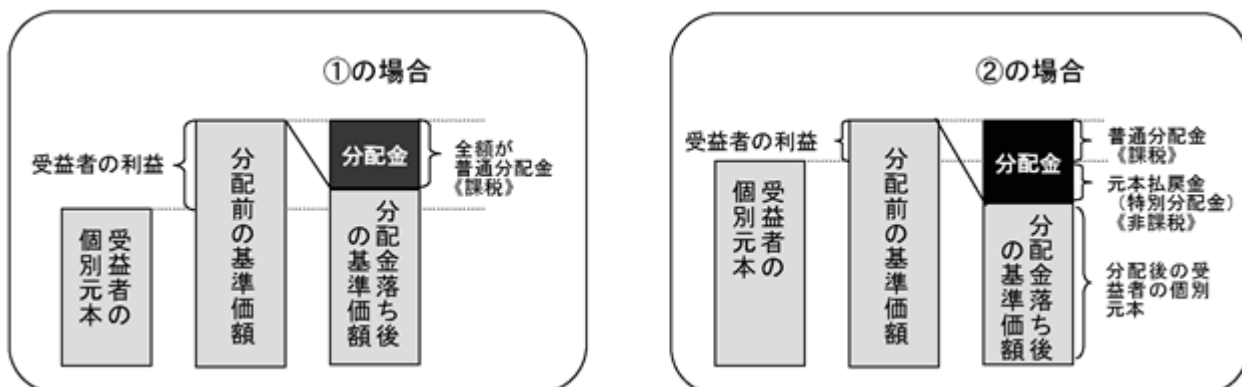 ①の場合
受益者の利益
受益者の
個別元本
分配前の基準価額
分配金
分配金落ち後
の基準価額
全額が
普通分配金
《課税》
②の場合
受益者の利益
受益者の
個別元本
分配前の基準価額
分配金
分配金落ち後
の基準価額
普通分配金
《課税》
元本払戻金
（特別分配金）
《非課税》
分配後の受
益者の個別
元本